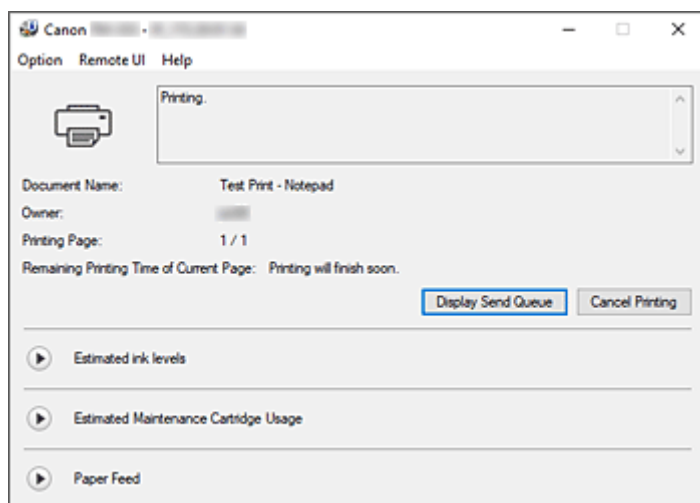 Canon -
Option Remote UI Help
Printing.
Document Name: Test Print - Notepad
Owner:
Printing Page: 1 / 1
Remaining Printing Time of Current Page: Printing will finish soon.
Display Send Queue Cancel Printing
Estimated ink levels
Estimated Maintenance Cartridge Usage
Paper Feed